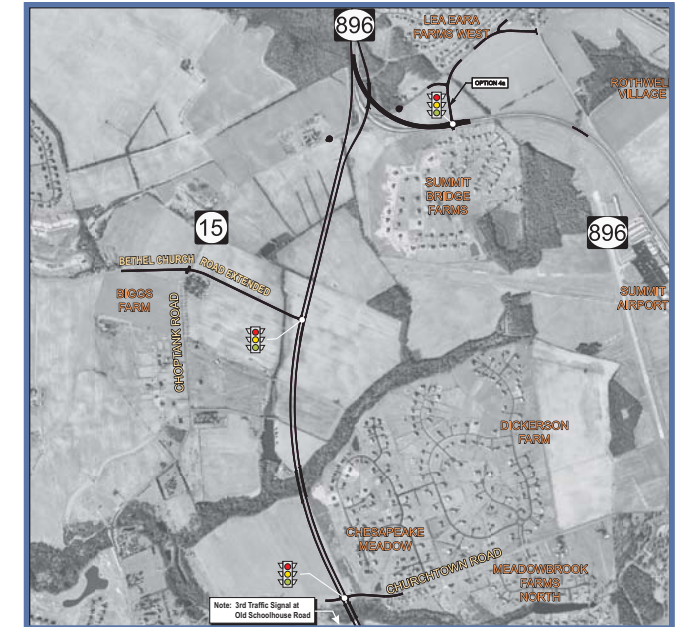 896
LEA EARA
FARMS WEST
OPTION 4a
ROTHWELL
VILLAGE
SUMMIT
BRIDGE
FARMS
15
896
BETHEL CHURCH ROAD EXTENDED
BIGGS
FARM
CHOPTANK ROAD
SUMMIT
AIRPORT
DICKERSON
FARM
CHESAPEAKE
MEADOW
CHURCHTOWN ROAD
MEADOWBROOK
FARMS
NORTH
Note: 3rd Traffic Signal at
Old Schoolhouse Road